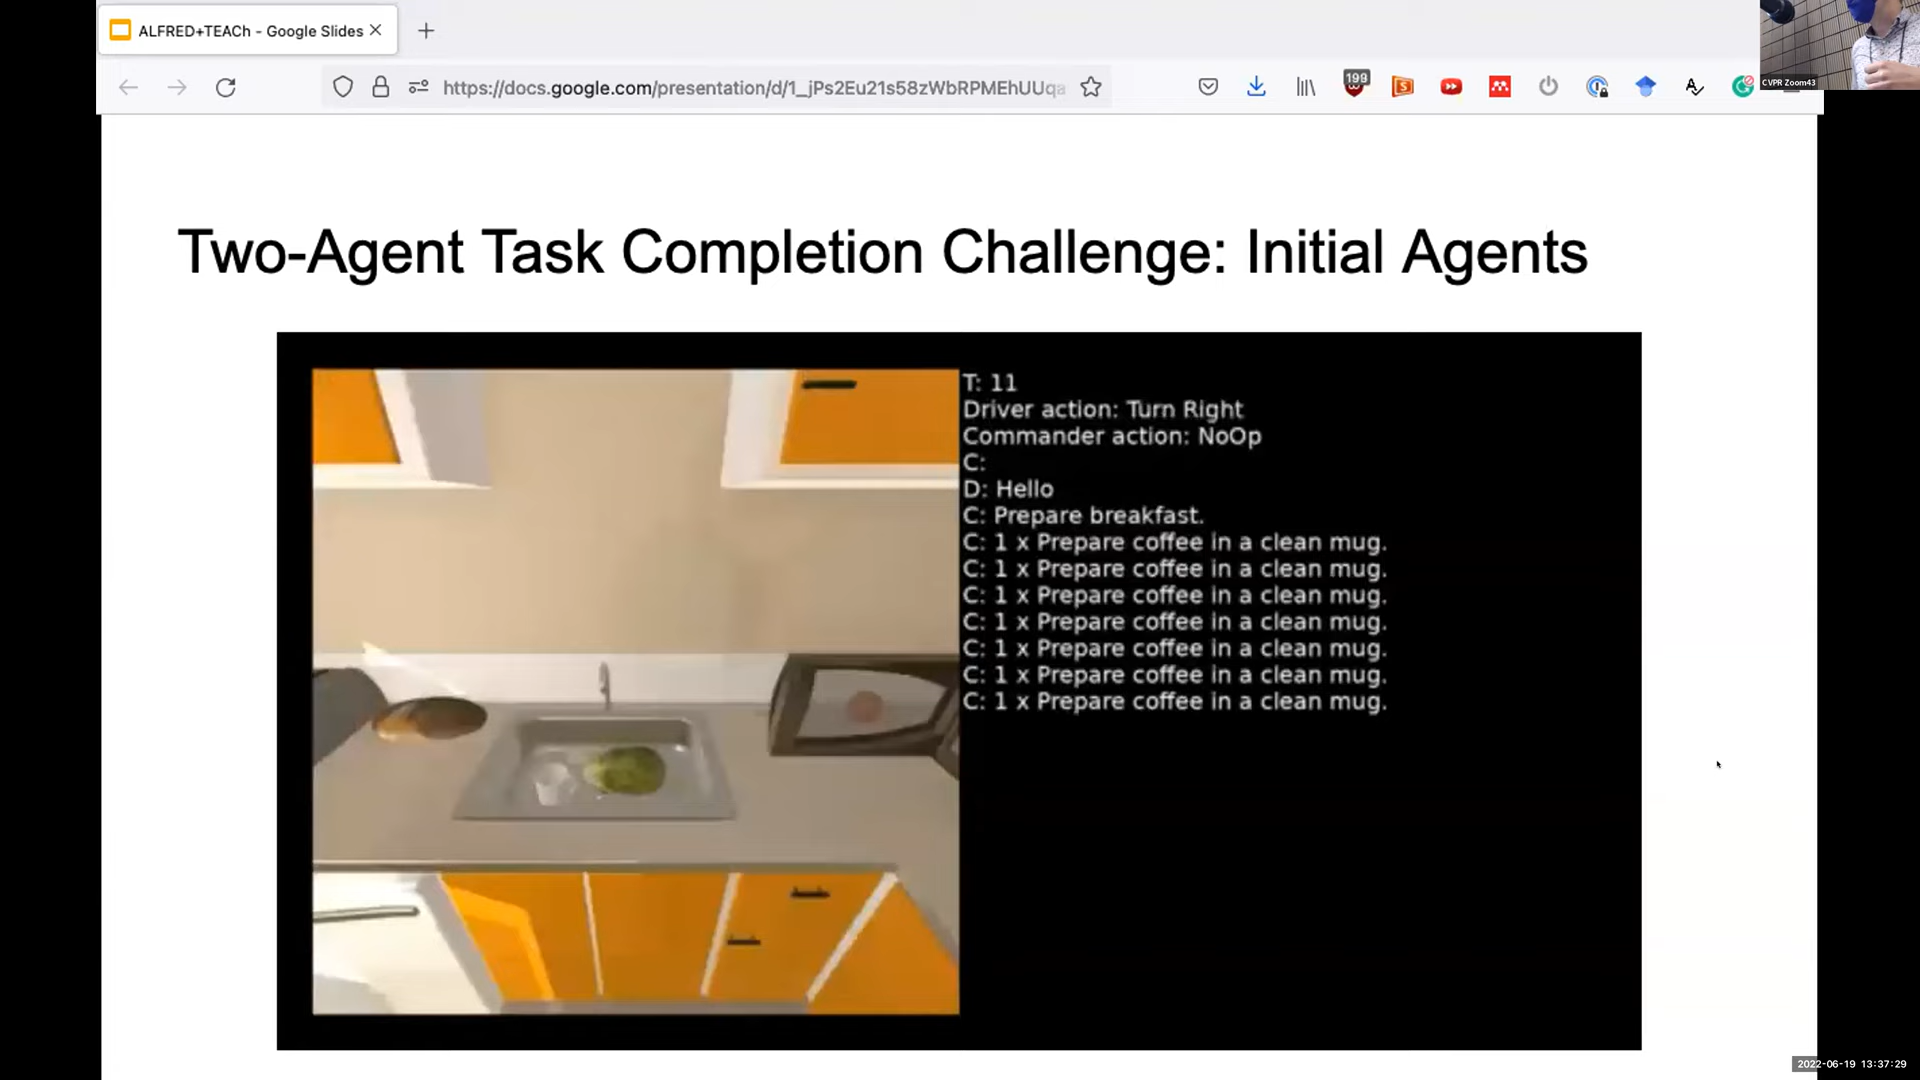 ALFRED+TEACh - Google Slides
https://docs.google.com/presentation/d/1_jPs2Eu21s58zWbRPMEhUUqa
199
CVPR Zoom43
Two-Agent Task Completion Challenge: Initial Agents
T: 11
Driver action: Turn Right
Commander action: NoOp
C:
D: Hello
C: Prepare breakfast.
C: 1 x Prepare coffee in a clean mug.
C: 1 x Prepare coffee in a clean mug.
C: 1 x Prepare coffee in a clean mug.
C: 1 x Prepare coffee in a clean mug.
C: 1 x Prepare coffee in a clean mug.
C: 1 x Prepare coffee in a clean mug.
C: 1 x Prepare coffee in a clean mug.
2022-06-19 13:37:29